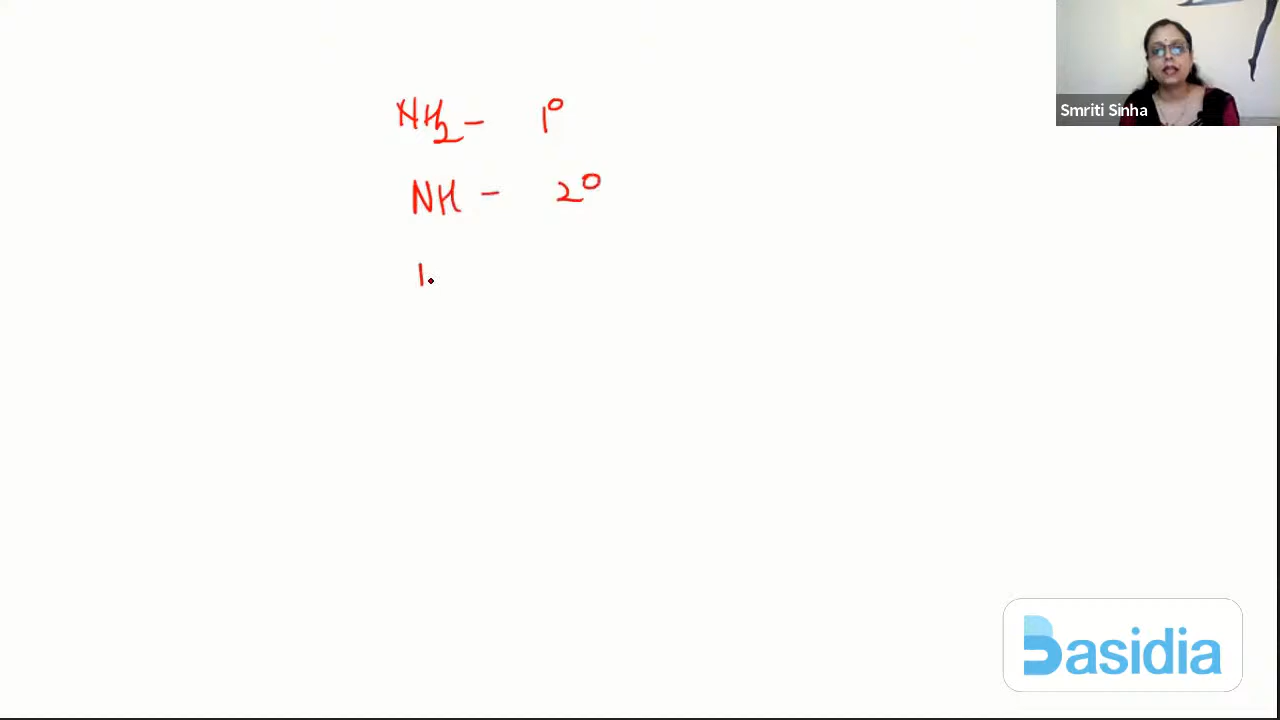 NH₂ - 1°
Smriti Sinha
NH - 2°
Basidia